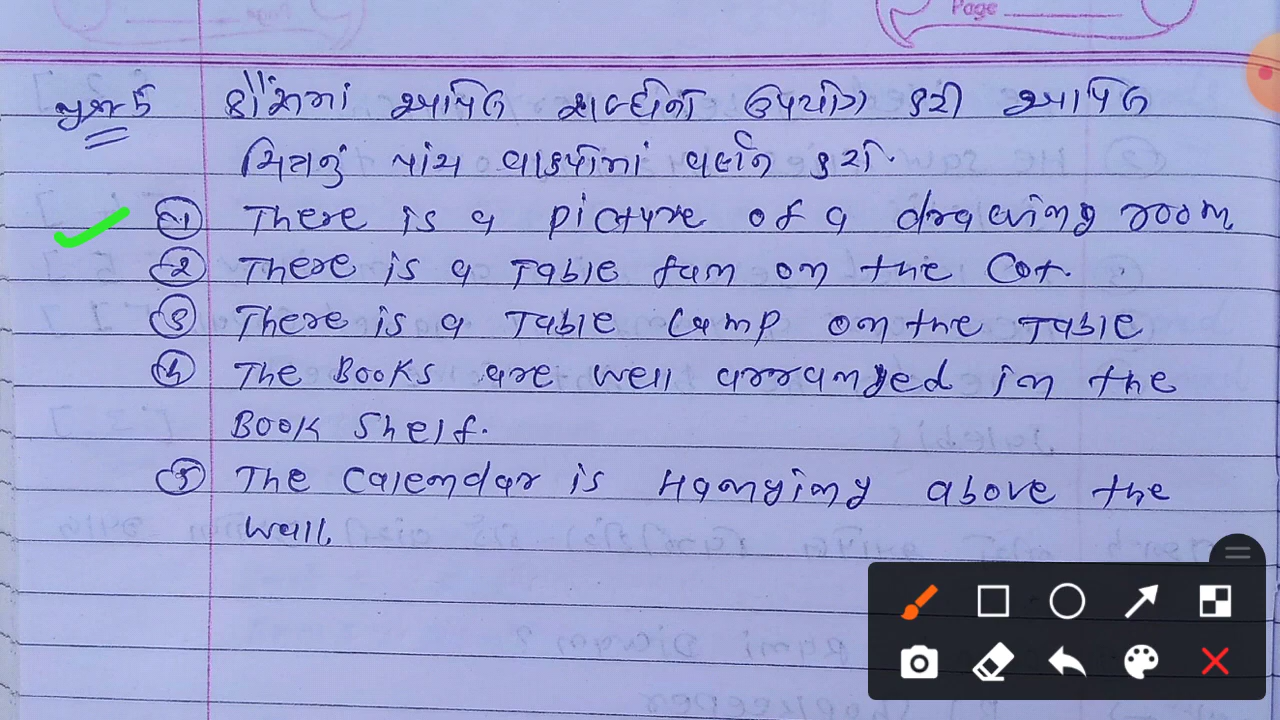 Page
પ્રશ્ન 5 કૌંસમાં આપેલ શબ્દોનો ઉપયોગ કરી આપેલ
ચિત્રનું પાંચ વાક્યોમાં વર્ણન કરો.
① There is a picture of a drawing room
② There is a Table fan on the Cot.
③ There is a Table Lamp on the Table
④ The Books are well arranged in the
Book Shelf.
⑤ The Calendar is Hanging above the
Wall.